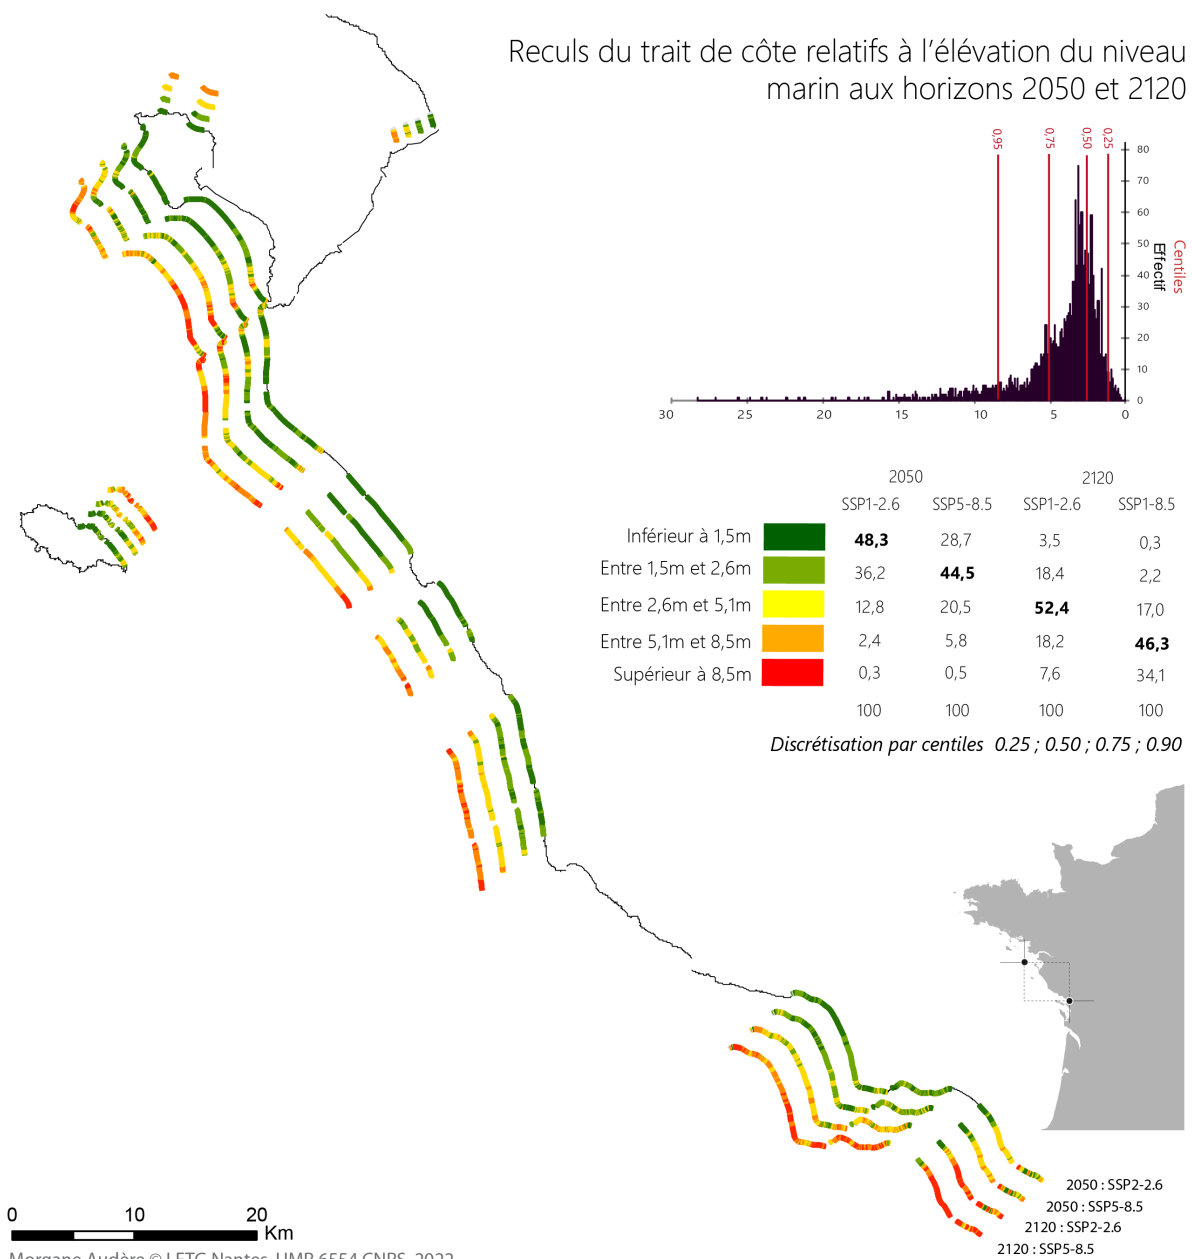 Reculs du trait de côte relatifs à l'élévation du niveau
marin aux horizons 2050 et 2120
0,95 0,75 0,50 0,25
80
70
60
50
40
30
20
10
0
Centiles
Effectif
30 25 20 15 10 5 0
2050 2120
SSP1-2.6 SSP5-8.5 SSP1-2.6 SSP1-8.5
Inférieur à 1,5m 48,3 28,7 3,5 0,3
Entre 1,5m et 2,6m 36,2 44,5 18,4 2,2
Entre 2,6m et 5,1m 12,8 20,5 52,4 17,0
Entre 5,1m et 8,5m 2,4 5,8 18,2 46,3
Supérieur à 8,5m 0,3 0,5 7,6 34,1
100 100 100 100
Discrétisation par centiles 0.25 ; 0.50 ; 0.75 ; 0.90
2050 : SSP2-2.6
2050 : SSP5-8.5
2120 : SSP2-2.6
2120 : SSP5-8.5
0 10 20
Km
Morgane Audère © LETG Nantes, UMR 6554 CNRS, 2022